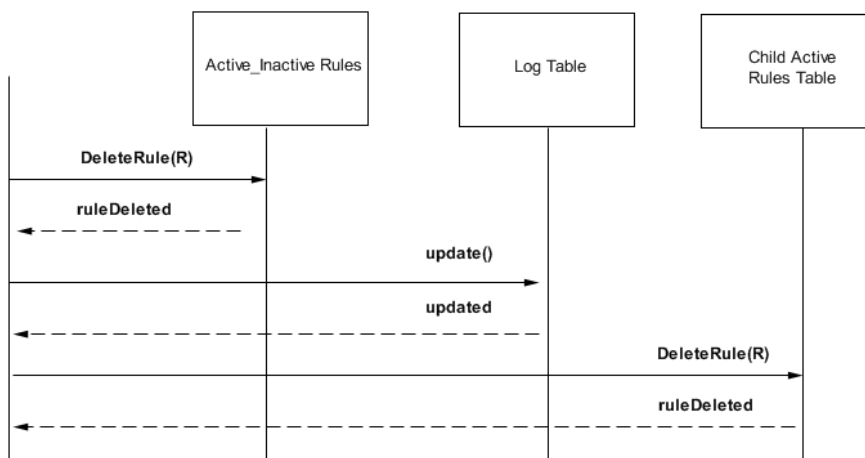 Active_Inactive Rules
Log Table
Child Active
Rules Table
DeleteRule(R)
ruleDeleted
update()
updated
DeleteRule(R)
ruleDeleted